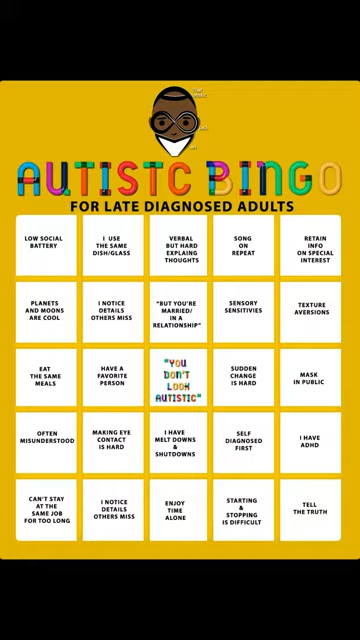 AUTISTC BINGO
FOR LATE DIAGNOSED ADULTS
LOW SOCIAL
BATTERY
I USE
THE SAME
DISH/GLASS
VERBAL
BUT HARD
EXPLAING
THOUGHTS
SONG
ON
REPEAT
RETAIN
INFO
ON SPECIAL
INTEREST
PLANETS
AND MOONS
ARE COOL
I NOTICE
DETAILS
OTHERS MISS
"BUT YOU'RE
MARRIED/
IN A
RELATIONSHIP"
SENSORY
SENSITIVIES
TEXTURE
AVERSIONS
EAT
THE SAME
MEALS
HAVE A
FAVORITE
PERSON
"YOU
DON'T
LOOK
AUTISTIC"
SUDDEN
CHANGE
IS HARD
MASK
IN PUBLIC
OFTEN
MISUNDERSTOOD
MAKING EYE
CONTACT
IS HARD
I HAVE
MELT DOWNS
&
SHUTDOWNS
SELF
DIAGNOSED
FIRST
I HAVE
ADHD
CAN'T STAY
AT THE
SAME JOB
FOR TOO LONG
I NOTICE
DETAILS
OTHERS MISS
ENJOY
TIME
ALONE
STARTING
&
STOPPING
IS DIFFICULT
TELL
THE TRUTH